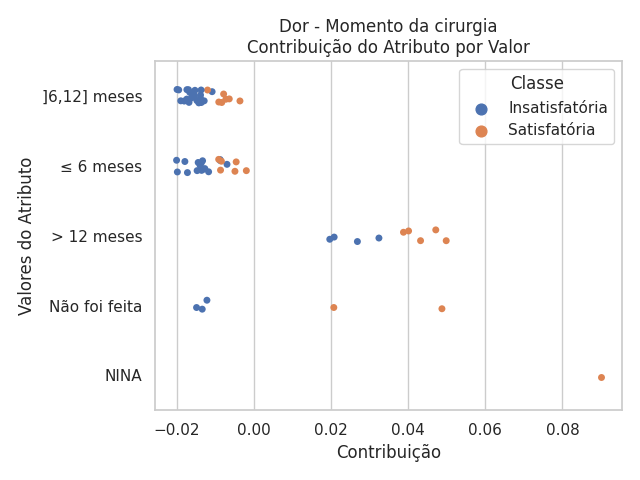 Dor - Momento da cirurgia
Contribuição do Atributo por Valor
Classe
Insatisfatória
Satisfatória
Valores do Atributo
]6,12] meses
≤ 6 meses
> 12 meses
Não foi feita
NINA
−0.02 0.00 0.02 0.04 0.06 0.08
Contribuição